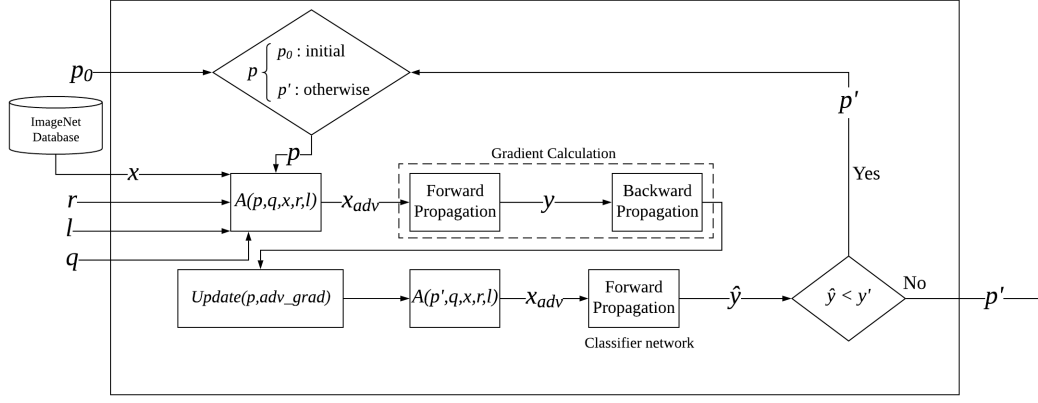 p₀
p { p₀ : initial
p' : otherwise
p'
ImageNet
Database
p
Gradient Calculation
x
Yes
r
A(p,q,x,r,l)
xadv
Forward
Propagation
y
Backward
Propagation
l
q
Update(p,adv_grad)
A(p',q,x,r,l)
xadv
Forward
Propagation
ŷ
ŷ < y'
No
p'
Classifier network